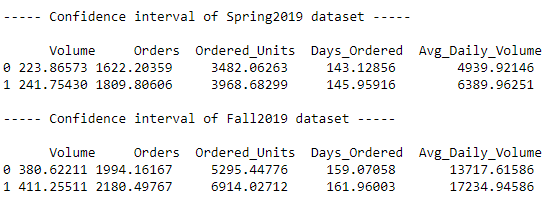 ----- Confidence interval of Spring2019 dataset -----
Volume Orders Ordered_Units Days_Ordered Avg_Daily_Volume
0 223.86573 1622.20359 3482.06263 143.12856 4939.92146
1 241.75430 1809.80606 3968.68299 145.95916 6389.96251
----- Confidence interval of Fall2019 dataset -----
Volume Orders Ordered_Units Days_Ordered Avg_Daily_Volume
0 380.62211 1994.16167 5295.44776 159.07058 13717.61586
1 411.25511 2180.49767 6914.02712 161.96003 17234.94586